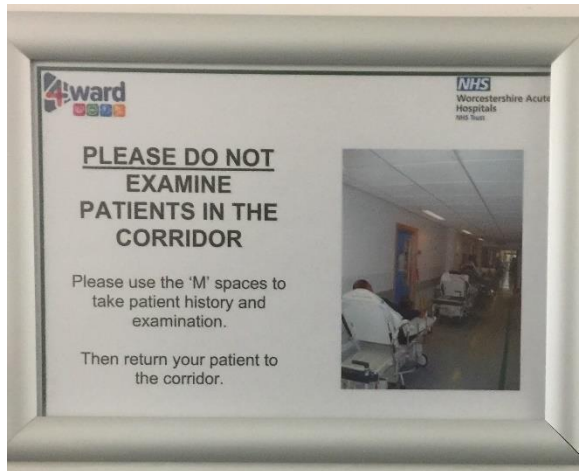 4ward
NHS
Worcestershire Acute
Hospitals
NHS Trust
PLEASE DO NOT
EXAMINE
PATIENTS IN THE
CORRIDOR
Please use the ‘M’ spaces to
take patient history and
examination.
Then return your patient to
the corridor.